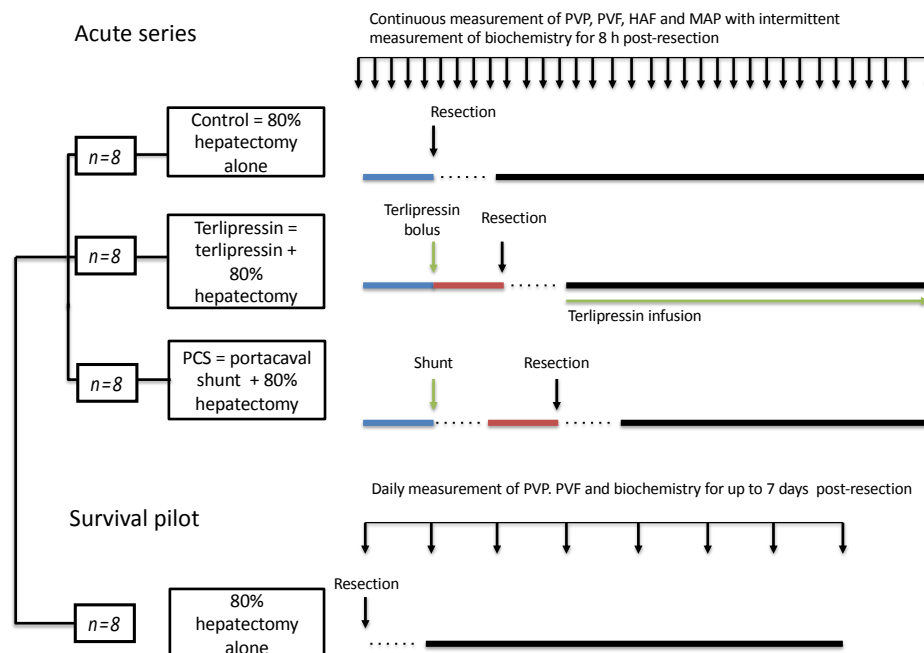 Acute series
Continuous measurement of PVP, PVF, HAF and MAP with intermittent
measurement of biochemistry for 8 h post-resection
n=8
Control = 80%
hepatectomy
alone
Resection
n=8
Terlipressin =
terlipressin +
80%
hepatectomy
Terlipressin
bolus
Resection
Terlipressin infusion
n=8
PCS = portacaval
shunt + 80%
hepatectomy
Shunt
Resection
Survival pilot
Daily measurement of PVP. PVF and biochemistry for up to 7 days post-resection
n=8
80%
hepatectomy
alone
Resection